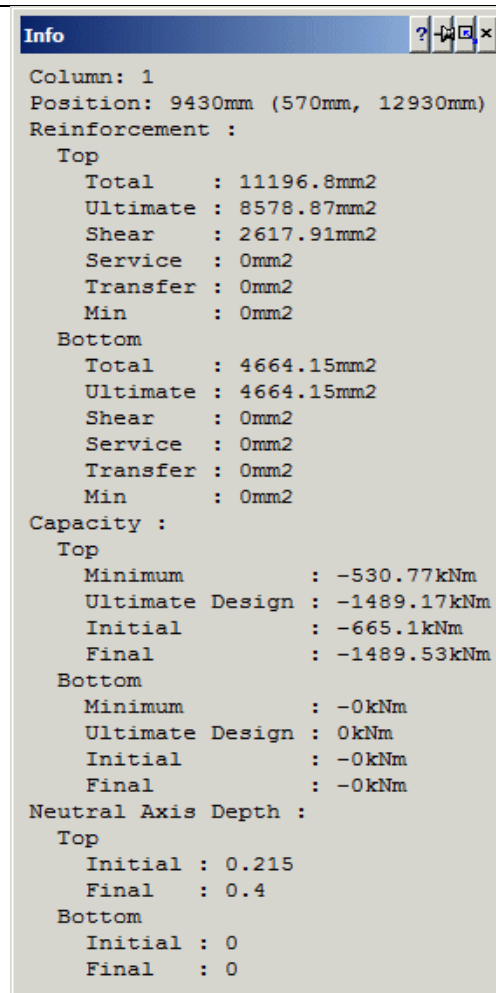 Info
Column: 1
Position: 9430mm (570mm, 12930mm)
Reinforcement :
Top
Total : 11196.8mm2
Ultimate : 8578.87mm2
Shear : 2617.91mm2
Service : 0mm2
Transfer : 0mm2
Min : 0mm2
Bottom
Total : 4664.15mm2
Ultimate : 4664.15mm2
Shear : 0mm2
Service : 0mm2
Transfer : 0mm2
Min : 0mm2
Capacity :
Top
Minimum : -530.77kNm
Ultimate Design : -1489.17kNm
Initial : -665.1kNm
Final : -1489.53kNm
Bottom
Minimum : -0kNm
Ultimate Design : 0kNm
Initial : -0kNm
Final : -0kNm
Neutral Axis Depth :
Top
Initial : 0.215
Final : 0.4
Bottom
Initial : 0
Final : 0